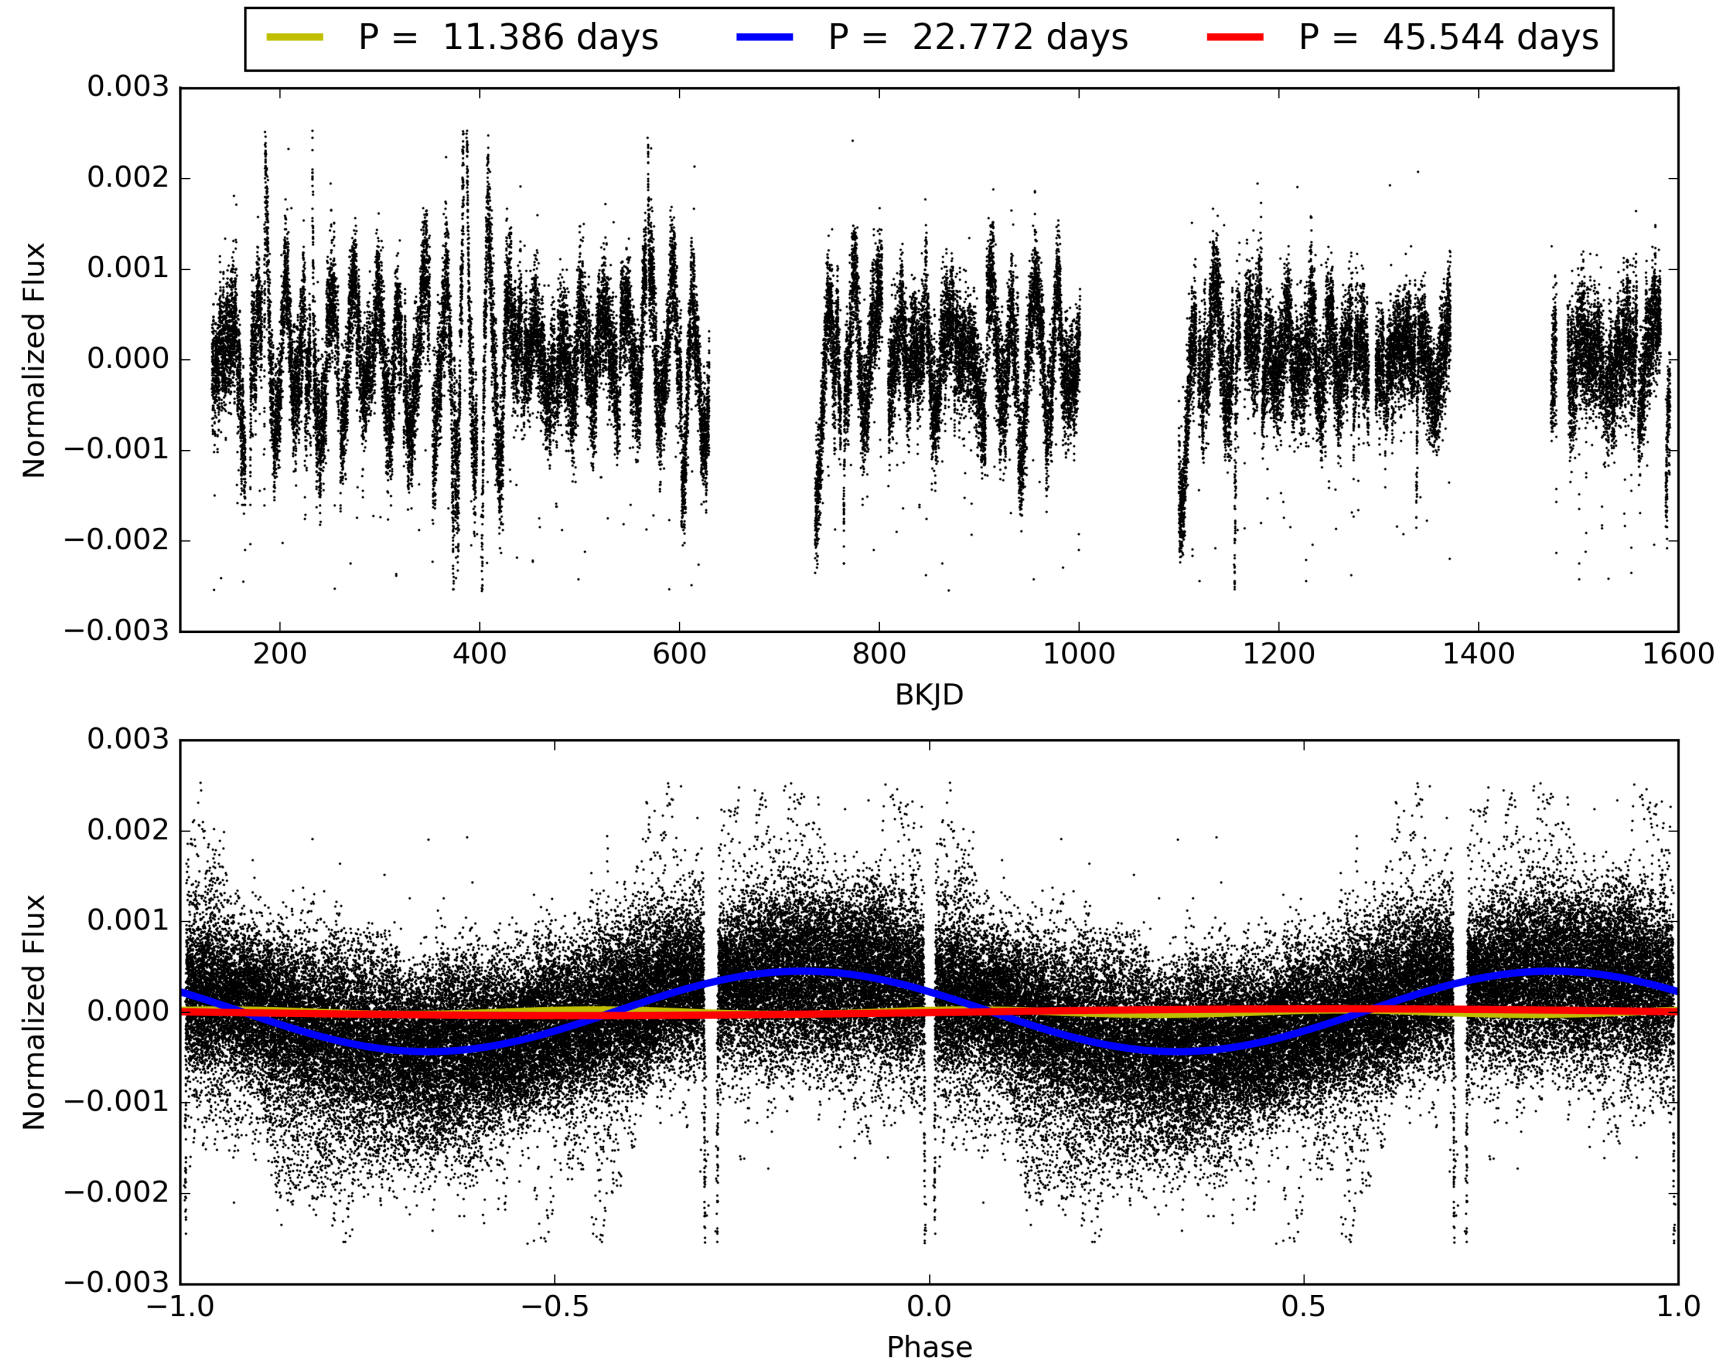 P = 11.386 days P = 22.772 days P = 45.544 days
0.003
0.002
0.001
0.000
−0.001
−0.002
−0.003
Normalized Flux
200 400 600 800 1000 1200 1400 1600
BKJD
0.003
0.002
0.001
0.000
−0.001
−0.002
−0.003
Normalized Flux
−1.0 −0.5 0.0 0.5 1.0
Phase